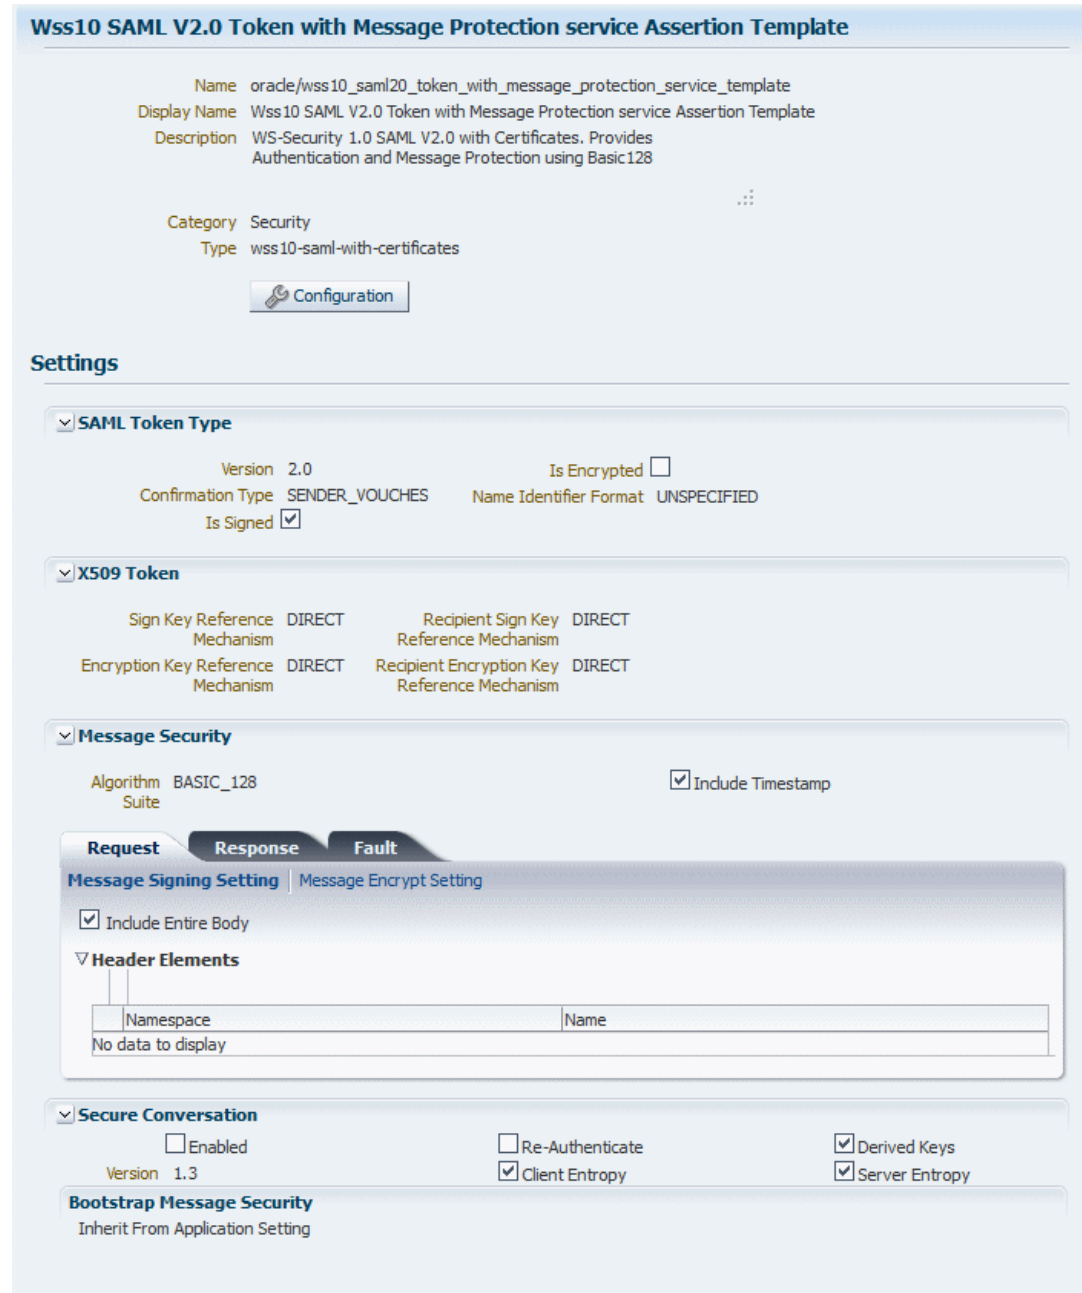 Wss10 SAML V2.0 Token with Message Protection service Assertion Template
Name oracle/wss10_saml20_token_with_message_protection_service_template
Display Name Wss10 SAML V2.0 Token with Message Protection service Assertion Template
Description WS-Security 1.0 SAML V2.0 with Certificates. Provides
Authentication and Message Protection using Basic128
Category Security
Type wss10-saml-with-certificates
Configuration
Settings
SAML Token Type
Version 2.0 Is Encrypted
Confirmation Type SENDER_VOUCHES Name Identifier Format UNSPECIFIED
Is Signed
X509 Token
Sign Key Reference DIRECT Recipient Sign Key DIRECT
Mechanism Reference Mechanism
Encryption Key Reference DIRECT Recipient Encryption Key DIRECT
Mechanism Reference Mechanism
Message Security
Algorithm BASIC_128 Include Timestamp
Suite
Request Response Fault
Message Signing Setting Message Encrypt Setting
Include Entire Body
Header Elements
Namespace Name
No data to display
Secure Conversation
Enabled Re-Authenticate Derived Keys
Version 1.3 Client Entropy Server Entropy
Bootstrap Message Security
Inherit From Application Setting